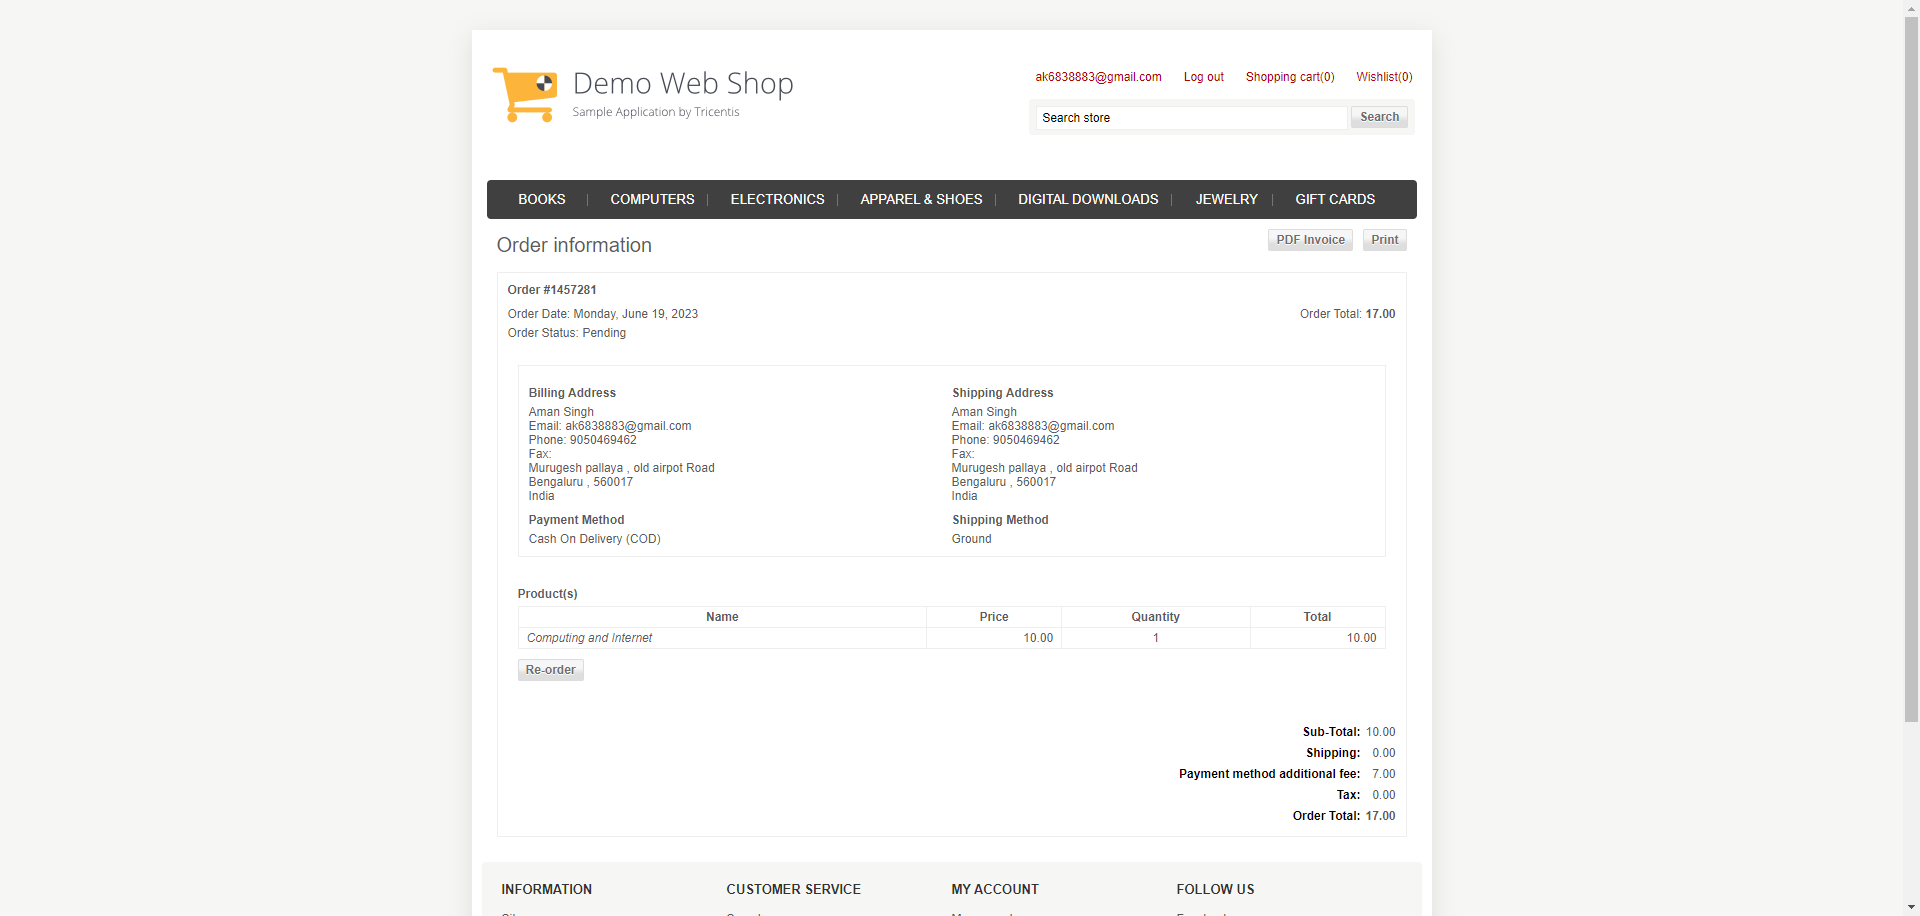 Demo Web Shop
Sample Application by Tricentis
ak6838883@gmail.com Log out Shopping cart(0) Wishlist(0)
Search store Search
BOOKS COMPUTERS ELECTRONICS APPAREL & SHOES DIGITAL DOWNLOADS JEWELRY GIFT CARDS
Order information PDF Invoice Print
Order #1457281
Order Date: Monday, June 19, 2023 Order Total: 17.00
Order Status: Pending
Billing Address
Aman Singh
Email: ak6838883@gmail.com
Phone: 9050469462
Fax:
Murugesh pallaya , old airpot Road
Bengaluru , 560017
India
Payment Method
Cash On Delivery (COD)
Shipping Address
Aman Singh
Email: ak6838883@gmail.com
Phone: 9050469462
Fax:
Murugesh pallaya , old airpot Road
Bengaluru , 560017
India
Shipping Method
Ground
Product(s)
Name Price Quantity Total
Computing and Internet 10.00 1 10.00
Re-order
Sub-Total: 10.00
Shipping: 0.00
Payment method additional fee: 7.00
Tax: 0.00
Order Total: 17.00
INFORMATION CUSTOMER SERVICE MY ACCOUNT FOLLOW US